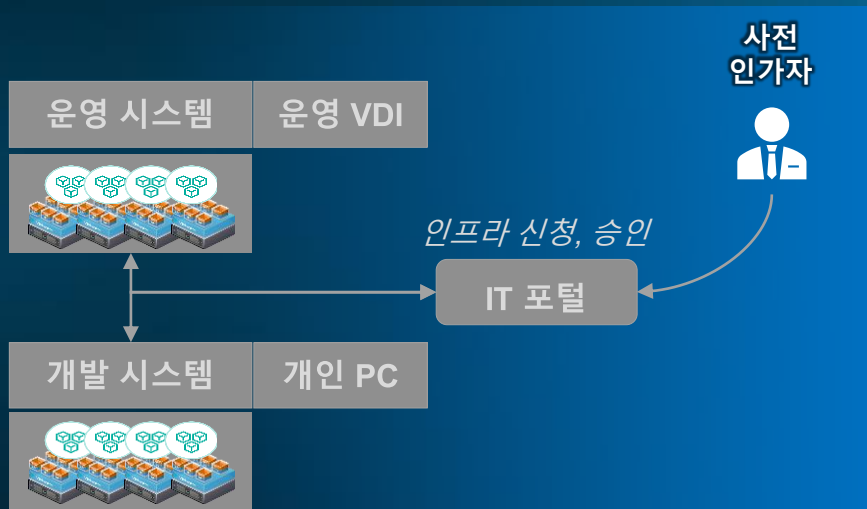 사전
인가자
운영 시스템
운영 VDI
인프라 신청, 승인
IT 포털
개발 시스템
개인 PC